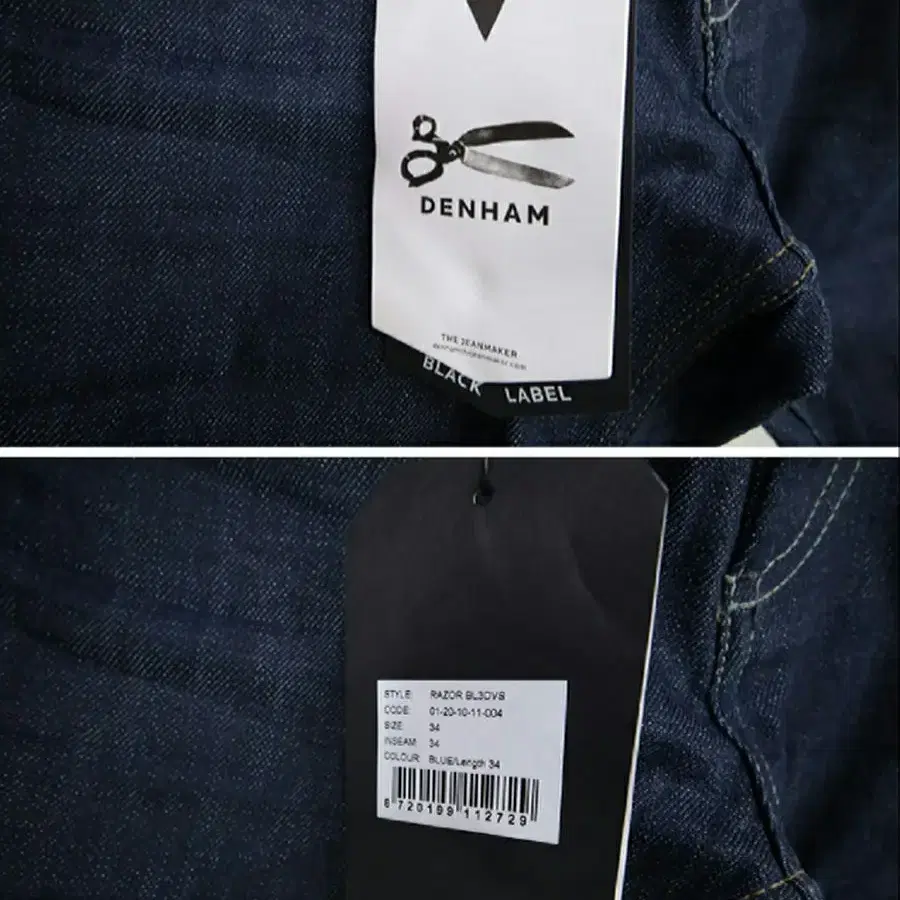 DENHAM
THE JEANMAKER
BLACK LABEL
STYLE: RAZOR BL3DVS
CODE: 01-20-10-11-004
SIZE: 34
INSEAM: 34
COLOUR: BLUE/Length 34
8 720199 112729